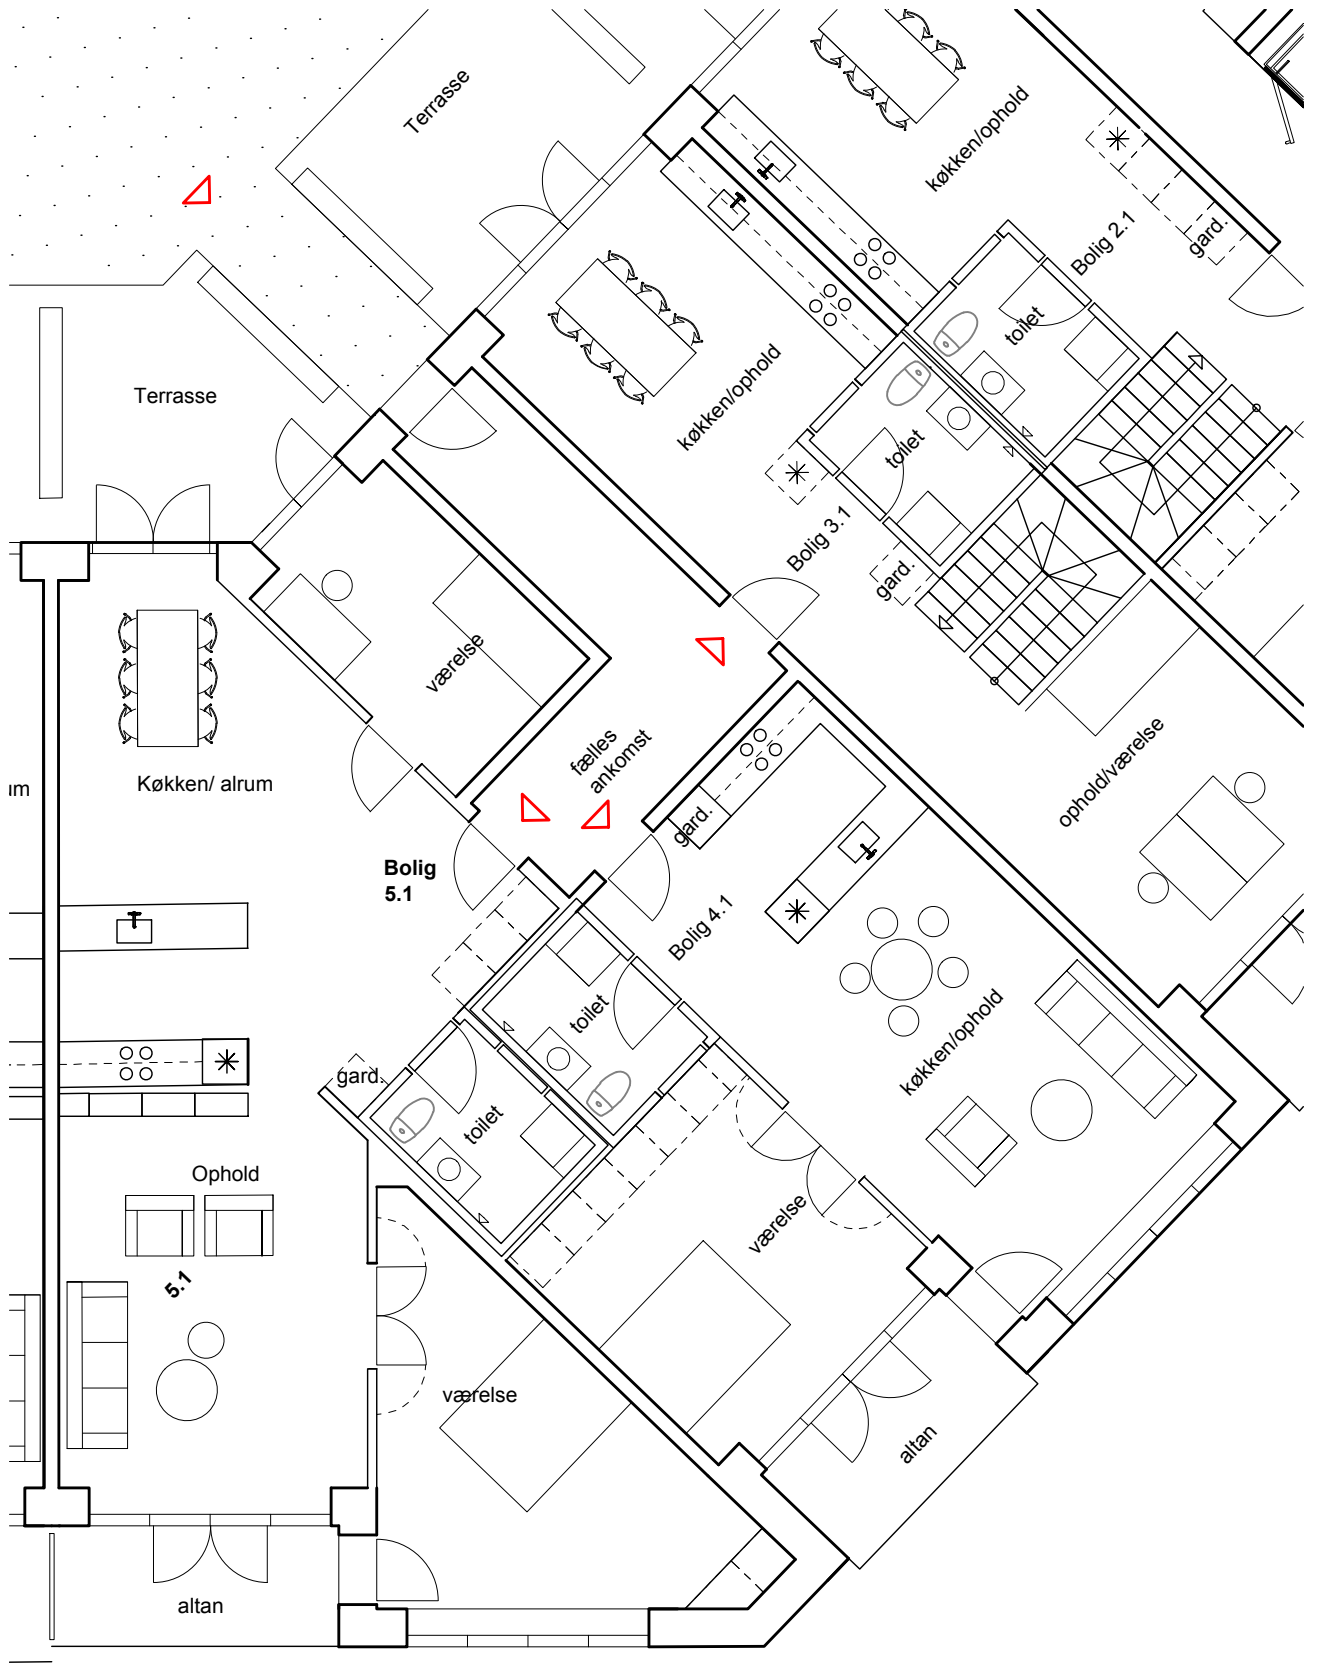 Terrasse
køkken/ophold
Bolig 2.1
gard.
toilet
Terrasse
køkken/ophold
toilet
Bolig 3.1
gard.
værelse
fælles
ankomst
ophold/værelse
um
Køkken/ alrum
gard.
Bolig
5.1
Bolig 4.1
toilet
køkken/ophold
gard.
toilet
Ophold
værelse
5.1
værelse
altan
altan